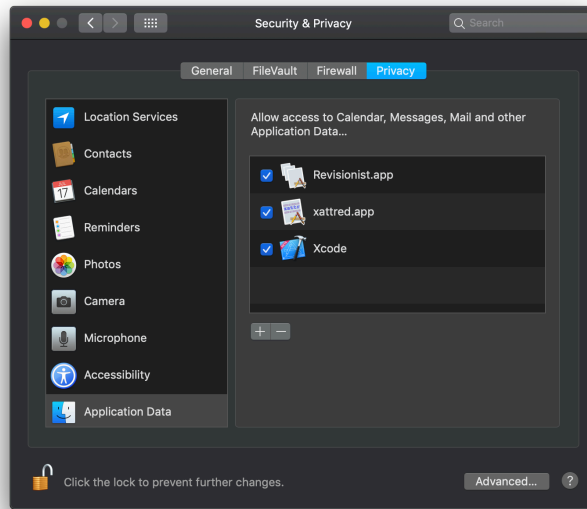 Security & Privacy
Search
General
FileVault
Firewall
Privacy
Location Services
Contacts
JUL
17
Calendars
Reminders
Photos
Camera
Microphone
Accessibility
Application Data
Allow access to Calendar, Messages, Mail and other
Application Data...
Revisionist.app
xattred.app
Xcode
+
−
Click the lock to prevent further changes.
Advanced...
?